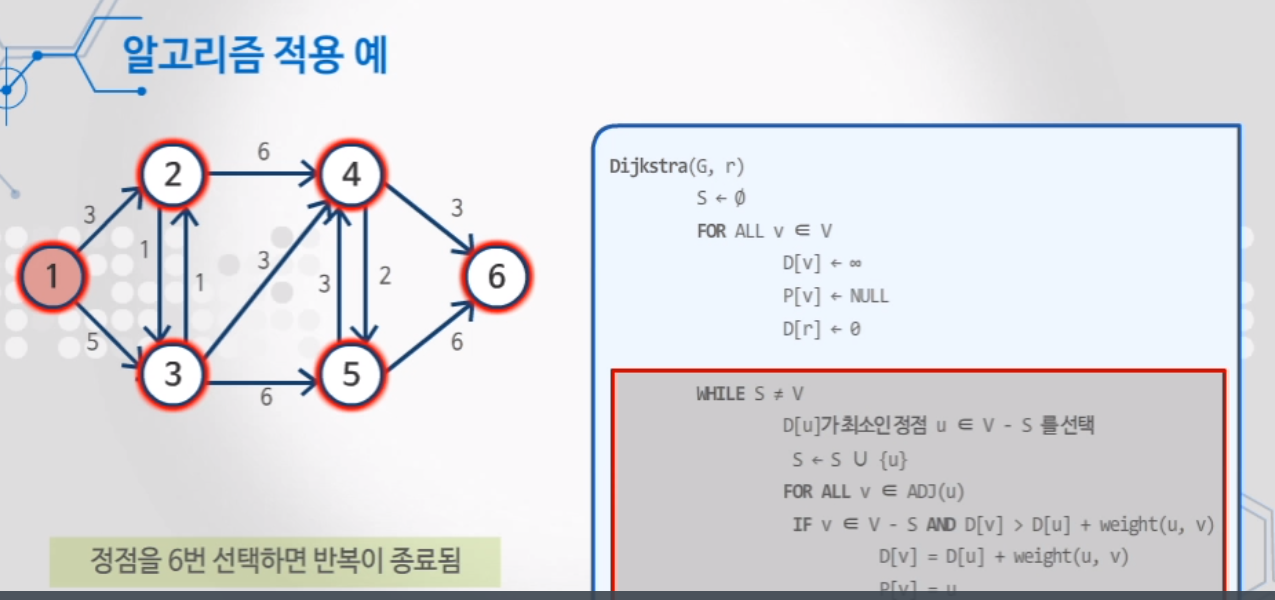 알고리즘 적용 예
2
6
4
3
3
1
1
3
3
2
1
6
5
6
3
6
5
Dijkstra(G, r)
S ← ∅
FOR ALL v ∈ V
D[v] ← ∞
P[v] ← NULL
D[r] ← 0
WHILE S ≠ V
D[u]가최소인정점 u ∈ V - S 를선택
S ← S ∪ {u}
FOR ALL v ∈ ADJ(u)
IF v ∈ V - S AND D[v] > D[u] + weight(u, v)
D[v] = D[u] + weight(u, v)
P[v] = u
정점을 6번 선택하면 반복이 종료됨